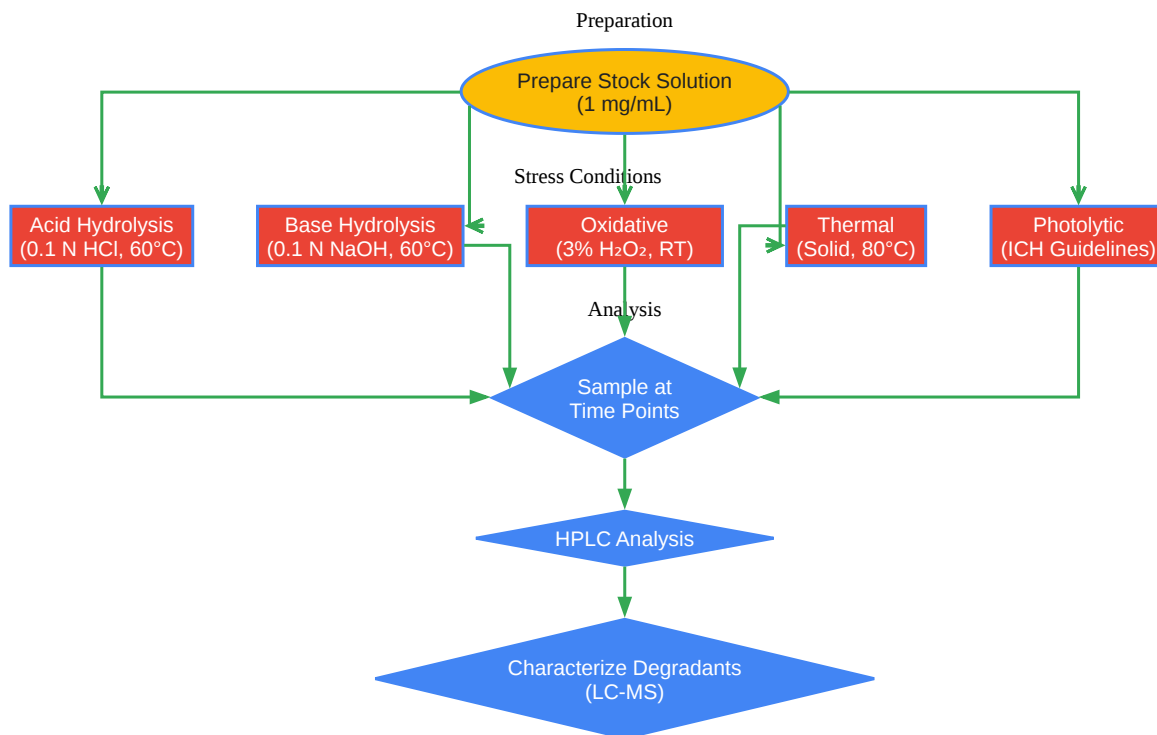 Preparation
Prepare Stock Solution
(1 mg/mL)
Stress Conditions
Acid Hydrolysis
(0.1 N HCl, 60°C)
Base Hydrolysis
(0.1 N NaOH, 60°C)
Oxidative
(3% H₂O₂, RT)
Thermal
(Solid, 80°C)
Photolytic
(ICH Guidelines)
Analysis
Sample at
Time Points
HPLC Analysis
Characterize Degradants
(LC-MS)